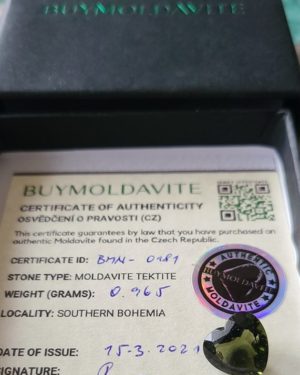 BUYMOLDAVITE
BUYMOLDAVITE
CERTIFICATE OF AUTHENTICITY
OSVĚDČENÍ O PRAVOSTI (CZ)
This certificate guarantees by law that you have purchased an
authentic Moldavite found in the Czech Republic.
CERTIFICATE ID: BMN-0181
STONE TYPE: MOLDAVITE TEKTITE
WEIGHT (GRAMS): 0.965
LOCALITY: SOUTHERN BOHEMIA
DATE OF ISSUE: 15-3.2021
SIGNATURE:
AUTHENTIC
BUYMOLDAVITE
MOLDAVITE